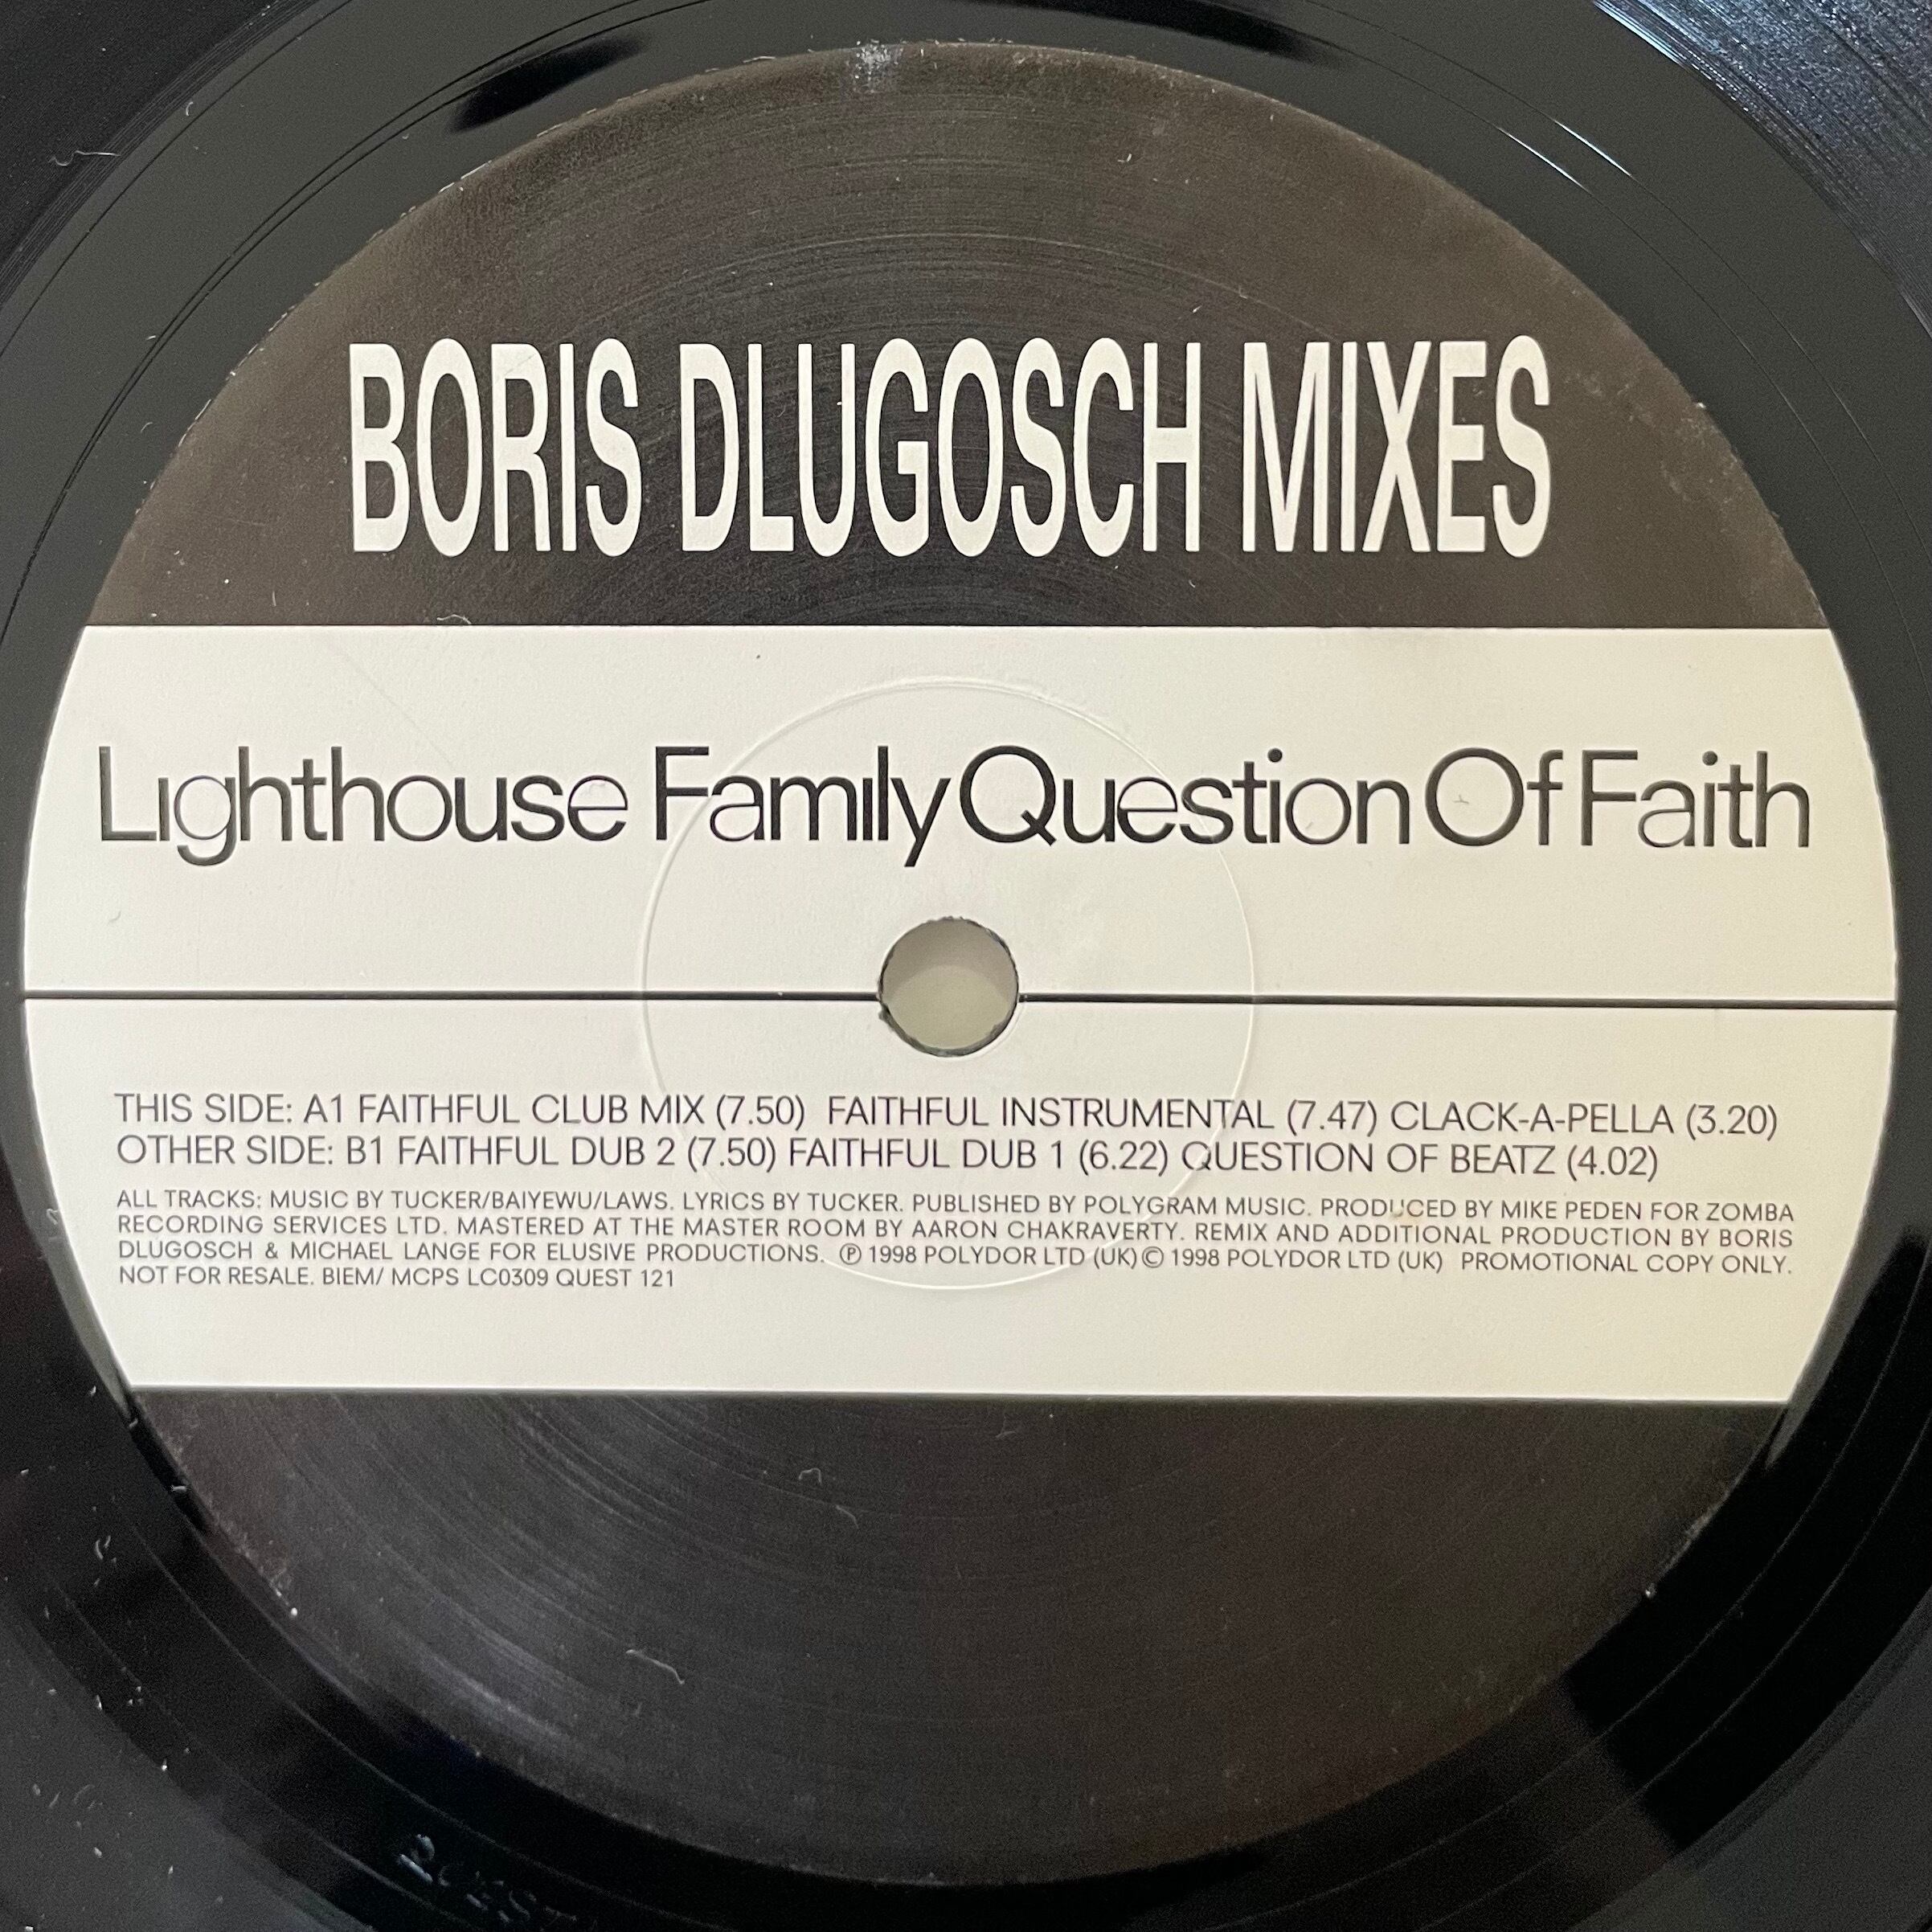 BORIS DLUGOSCH MIXES
Lighthouse Family Question Of Faith
THIS SIDE: A1 FAITHFUL CLUB MIX (7.50) FAITHFUL INSTRUMENTAL (7.47) CLACK-A-PELLA (3.20)
OTHER SIDE: B1 FAITHFUL DUB 2 (7.50) FAITHFUL DUB 1 (6.22) QUESTION OF BEATZ (4.02)
ALL TRACKS: MUSIC BY TUCKER/BAIYEWU/LAWS. LYRICS BY TUCKER. PUBLISHED BY POLYGRAM MUSIC. PRODUCED BY MIKE PEDEN FOR ZOMBA
RECORDING SERVICES LTD. MASTERED AT THE MASTER ROOM BY AARON CHAKRAVERTY. REMIX AND ADDITIONAL PRODUCTION BY BORIS
DLUGOSCH & MICHAEL LANGE FOR ELUSIVE PRODUCTIONS. ℗ 1998 POLYDOR LTD (UK) © 1998 POLYDOR LTD (UK) PROMOTIONAL COPY ONLY.
NOT FOR RESALE. BIEM/ MCPS LC0309 QUEST 121